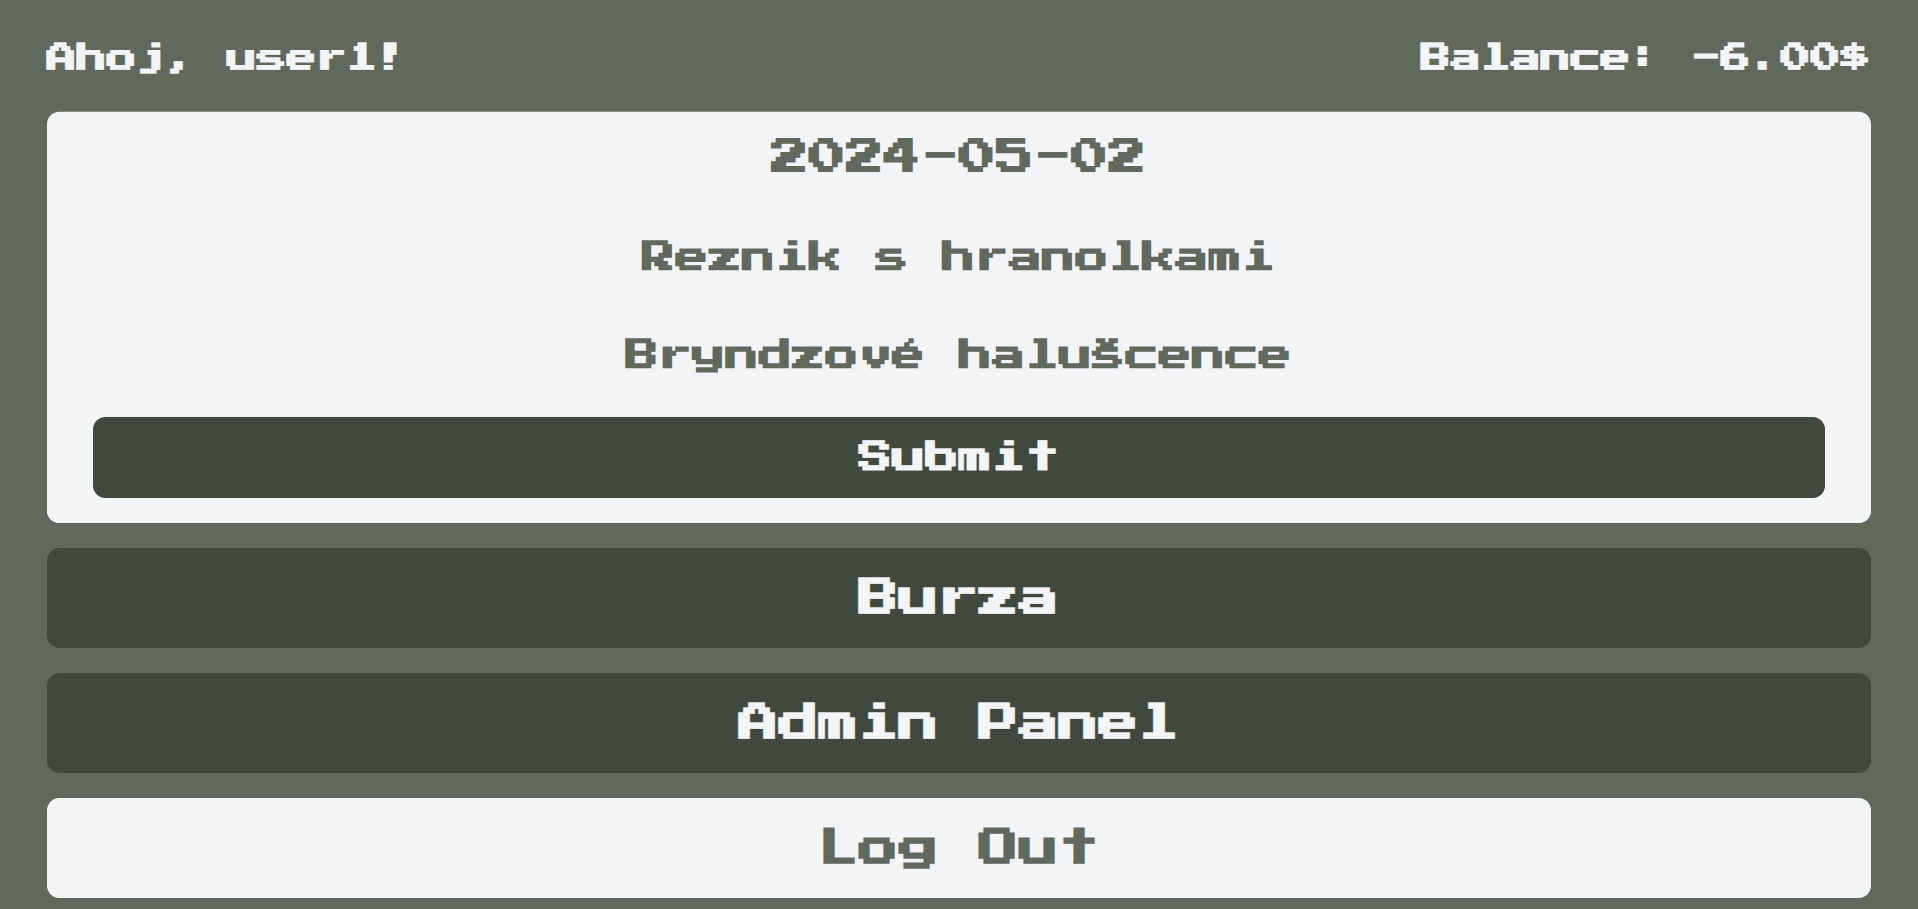 Ahoj, user1!
Balance: -6.00$
2024-05-02
Reznik s hranolkami
Bryndzové halušcence
Submit
Burza
Admin Panel
Log Out